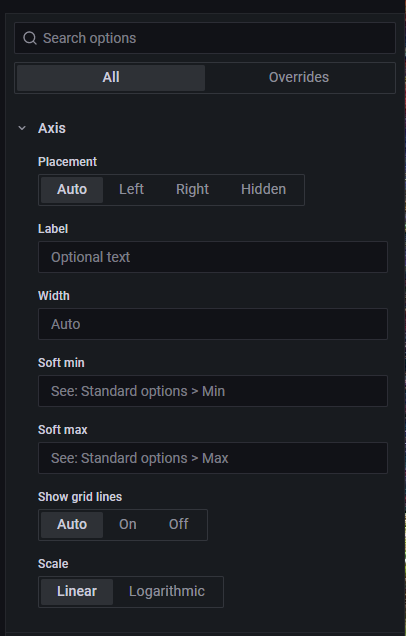 Search options
All Overrides
Axis
Placement
Auto Left Right Hidden
Label
Optional text
Width
Auto
Soft min
See: Standard options > Min
Soft max
See: Standard options > Max
Show grid lines
Auto On Off
Scale
Linear Logarithmic